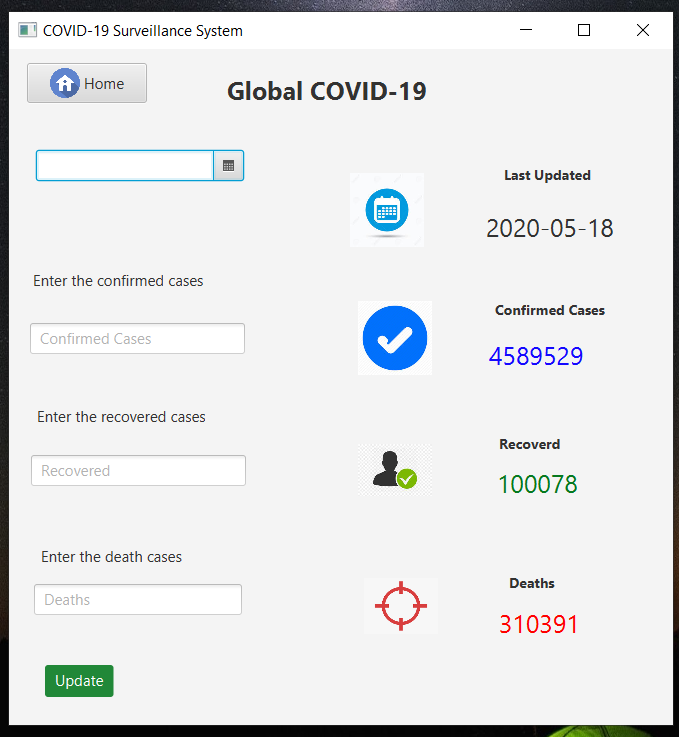 COVID-19 Surveillance System
Home
Global COVID-19
Last Updated
2020-05-18
Enter the confirmed cases
Confirmed Cases
Confirmed Cases
4589529
Enter the recovered cases
Recovered
Recoverd
100078
Enter the death cases
Deaths
Deaths
310391
Update